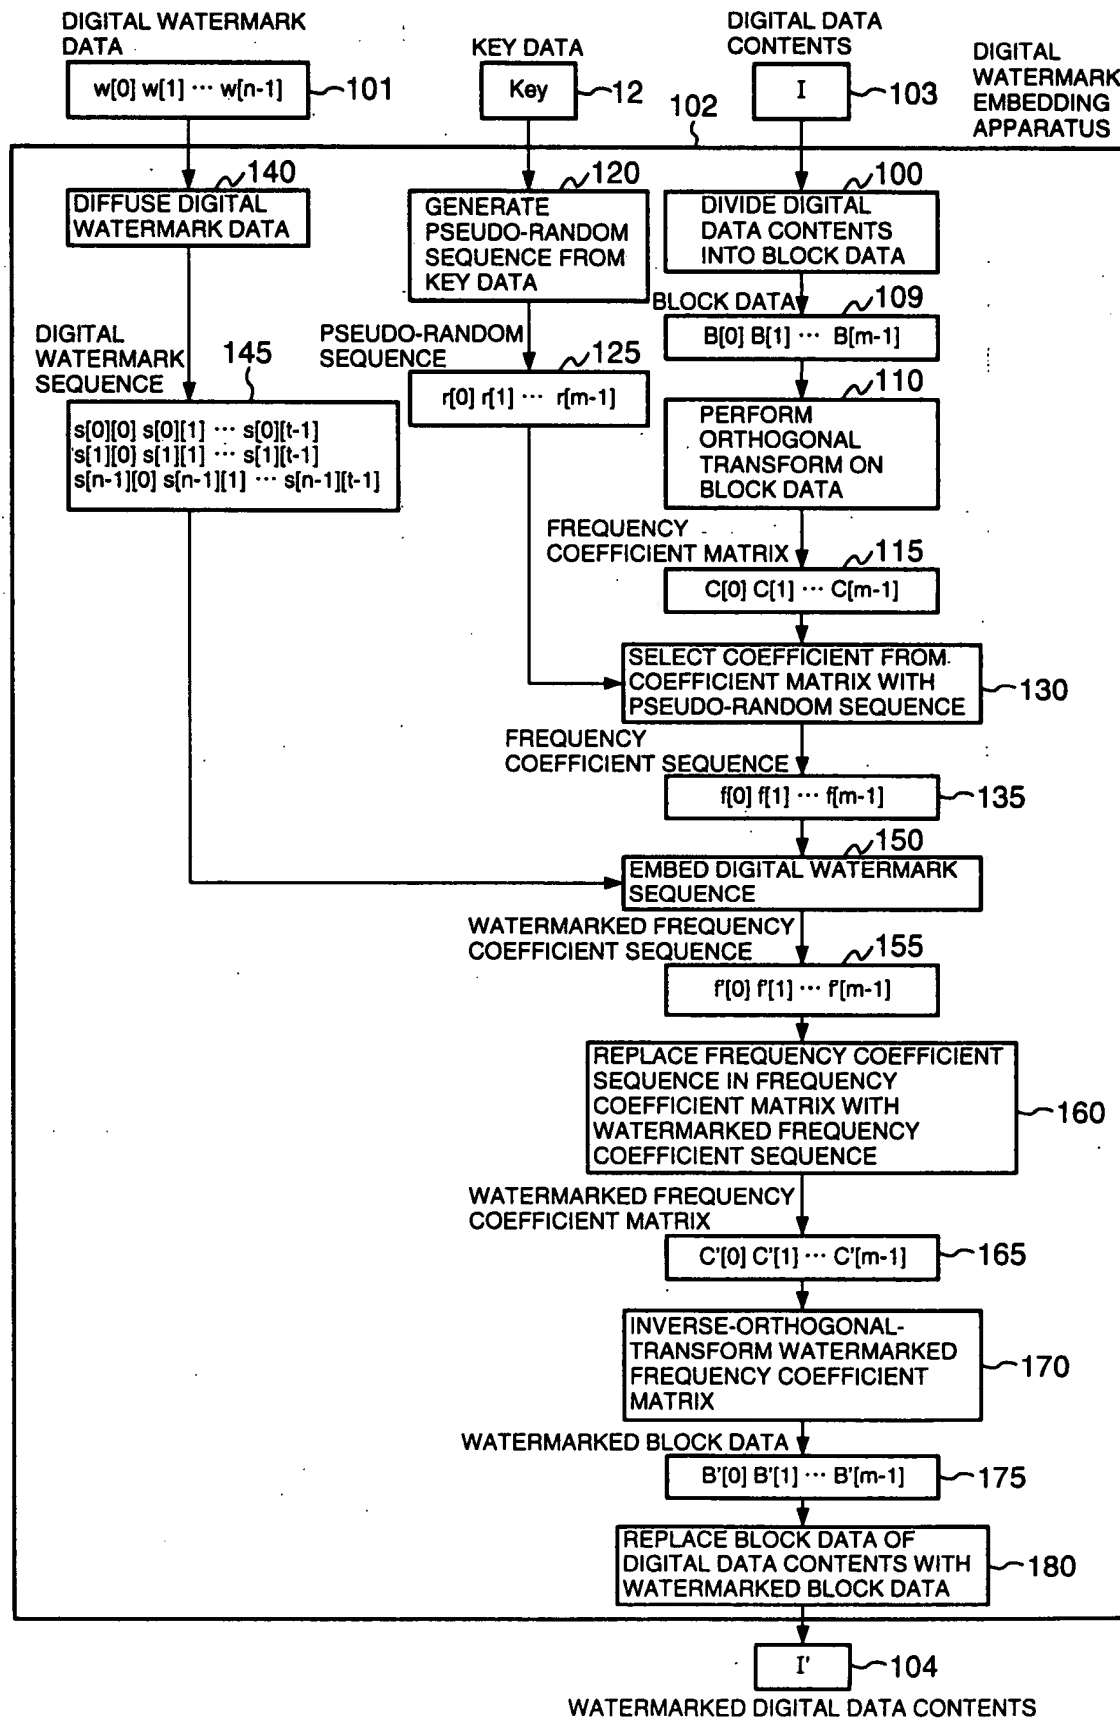 DIGITAL WATERMARK
DATA
w[0] w[1] ··· w[n-1]
101
KEY DATA
Key
12
DIGITAL DATA
CONTENTS
I
103
DIGITAL
WATERMARK
EMBEDDING
APPARATUS
102
140
DIFFUSE DIGITAL
WATERMARK DATA
120
GENERATE
PSEUDO-RANDOM
SEQUENCE FROM
KEY DATA
100
DIVIDE DIGITAL
DATA CONTENTS
INTO BLOCK DATA
BLOCK DATA
109
B[0] B[1] ··· B[m-1]
DIGITAL
WATERMARK
SEQUENCE
145
s[0][0] s[0][1] ··· s[0][t-1]
s[1][0] s[1][1] ··· s[1][t-1]
s[n-1][0] s[n-1][1] ··· s[n-1][t-1]
PSEUDO-RANDOM
SEQUENCE
125
r[0] r[1] ··· r[m-1]
110
PERFORM
ORTHOGONAL
TRANSFORM ON
BLOCK DATA
FREQUENCY
COEFFICIENT MATRIX
115
C[0] C[1] ··· C[m-1]
SELECT COEFFICIENT FROM
COEFFICIENT MATRIX WITH
PSEUDO-RANDOM SEQUENCE
130
FREQUENCY
COEFFICIENT SEQUENCE
f[0] f[1] ··· f[m-1]
135
150
EMBED DIGITAL WATERMARK
SEQUENCE
WATERMARKED FREQUENCY
COEFFICIENT SEQUENCE
155
f'[0] f'[1] ··· f'[m-1]
REPLACE FREQUENCY COEFFICIENT
SEQUENCE IN FREQUENCY
COEFFICIENT MATRIX WITH
WATERMARKED FREQUENCY
COEFFICIENT SEQUENCE
160
WATERMARKED FREQUENCY
COEFFICIENT MATRIX
C'[0] C'[1] ··· C'[m-1]
165
INVERSE-ORTHOGONAL-
TRANSFORM WATERMARKED
FREQUENCY COEFFICIENT
MATRIX
170
WATERMARKED BLOCK DATA
B'[0] B'[1] ··· B'[m-1]
175
REPLACE BLOCK DATA OF
DIGITAL DATA CONTENTS WITH
WATERMARKED BLOCK DATA
180
I'
104
WATERMARKED DIGITAL DATA CONTENTS